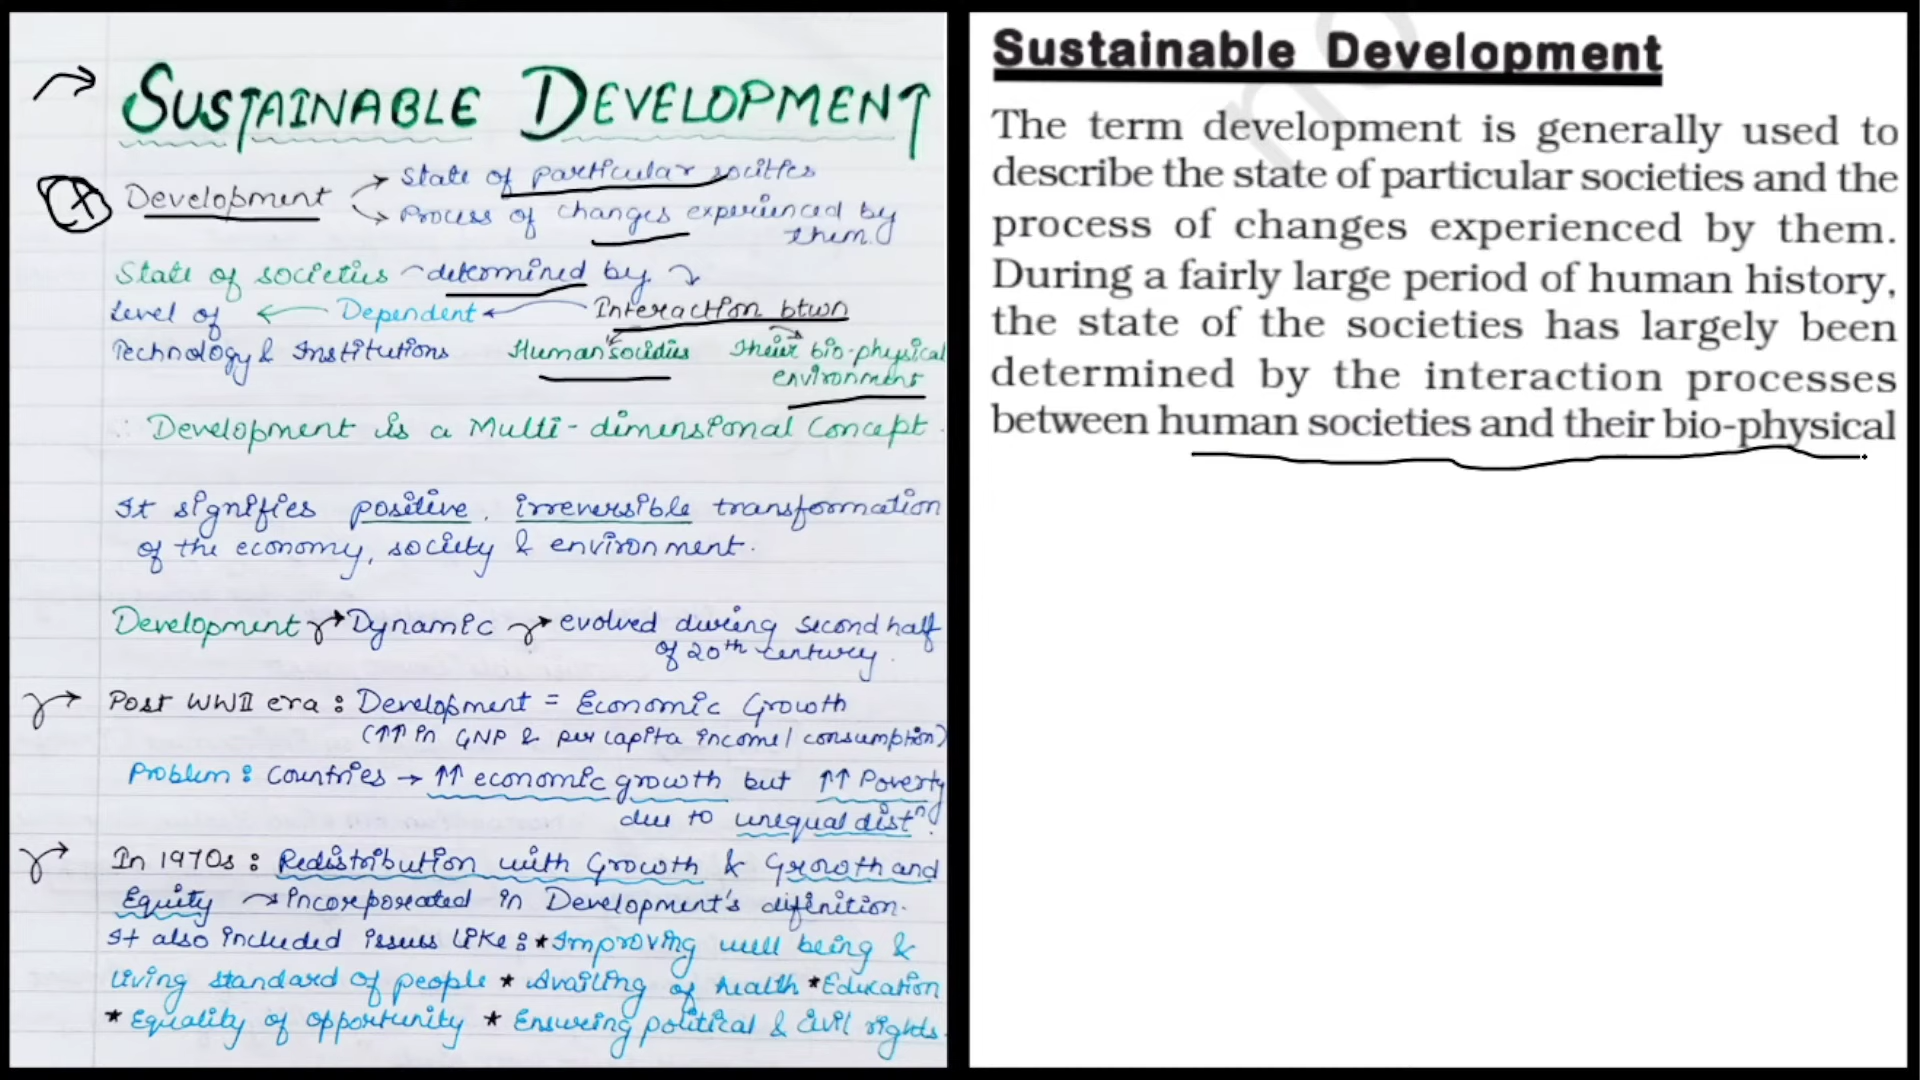 SUSTAINABLE DEVELOPMENT
Development → State of particular socities
→ Process of changes experienced by
them.
State of societies determined by
Level of ← Dependent ← Interaction btwn
Technology & Institutions Human socidies Their bio-physical
environment
∴ Development is a Multi-dimensional Concept.
It signifies positive, irreversible transformation
of the economy, society & environment.
Development → Dynamic → evolved during second half
of 20th century.
→ Post WWII era : Development = Economic Growth
(↑↑ in GNP & per capita income/consumption)
Problem : Countries → ↑↑ economic growth but ↑↑ Poverty
due to unequal distn.
→ In 1970s : Redistribution with Growth & Growth and
Equity → incorporated in Development's difinition.
It also included issues like : * Improving well being &
living standard of people * Availing of health * Education
* Equality of opportunity * Ensuring political & civil rights.
Sustainable Development
The term development is generally used to
describe the state of particular societies and the
process of changes experienced by them.
During a fairly large period of human history,
the state of the societies has largely been
determined by the interaction processes
between human societies and their bio-physical